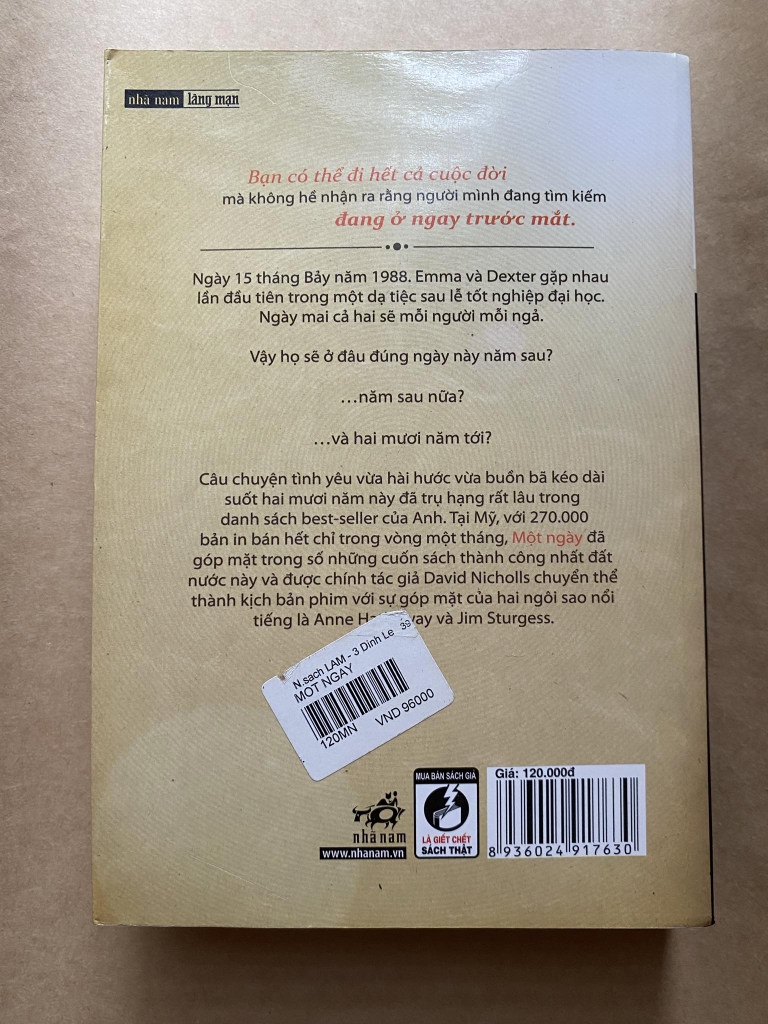 nhã nam lãng mạn
Bạn có thể đi hết cả cuộc đời
mà không hề nhận ra rằng người mình đang tìm kiếm
đang ở ngay trước mắt.
Ngày 15 tháng Bảy năm 1988. Emma và Dexter gặp nhau
lần đầu tiên trong một dạ tiệc sau lễ tốt nghiệp đại học.
Ngày mai cả hai sẽ mỗi người mỗi ngả.
Vậy họ sẽ ở đâu đúng ngày này năm sau?
...năm sau nữa?
...và hai mươi năm tới?
Câu chuyện tình yêu vừa hài hước vừa buồn bã kéo dài
suốt hai mươi năm này đã trụ hạng rất lâu trong
danh sách best-seller của Anh. Tại Mỹ, với 270.000
bản in bán hết chỉ trong vòng một tháng, Một ngày đã
góp mặt trong số những cuốn sách thành công nhất đất
nước này và được chính tác giả David Nicholls chuyển thể
thành kịch bản phim với sự góp mặt của hai ngôi sao nổi
tiếng là Anne Ha way và Jim Sturgess.
N.sach LAM - 3 Dinh Le 39
MOT NGAY
120MN VND 96000
nhã nam
www.nhanam.vn
MUA BÁN SÁCH GIẢ
LÀ GIẾT CHẾT
SÁCH THẬT
Giá: 120.000đ
8 936024 917630